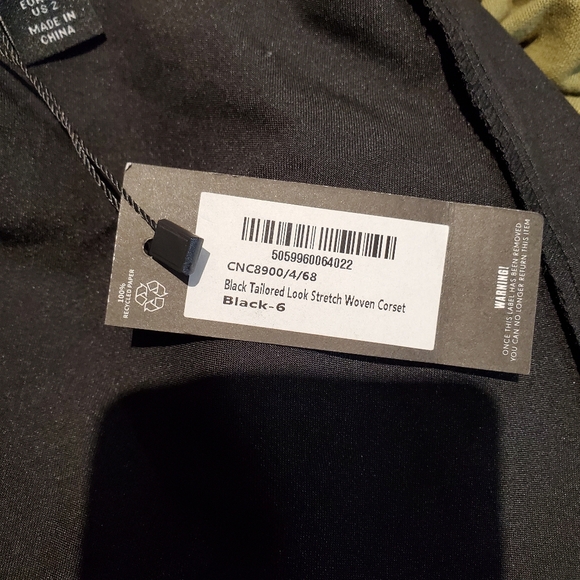 US 2
MADE IN
CHINA
5059960064022
CNC8900/4/68
Black Tailored Look Stretch Woven Corset
Black-6
100%
RECYCLED PAPER
WARNING!
ONCE THIS LABEL HAS BEEN REMOVED
YOU CAN NO LONGER RETURN THIS ITEM